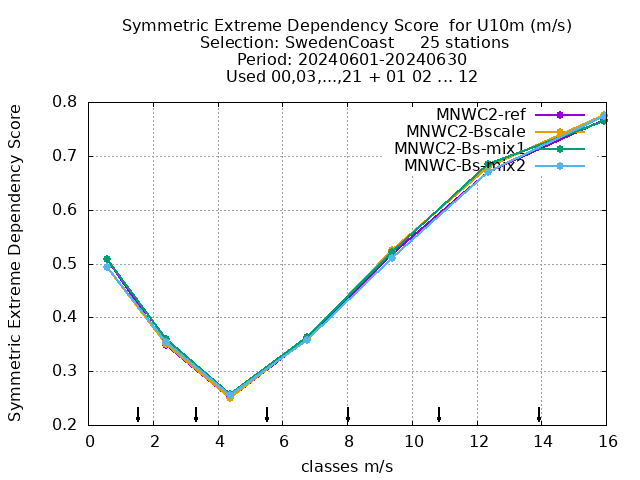 Symmetric Extreme Dependency Score  for U10m (m/s)
Selection: SwedenCoast     25 stations
Period: 20240601-20240630
Used 00,03,...,21 + 01 02 ... 12
MNWC2-ref
MNWC2-Bscale
MNWC2-Bs-mix1
MNWC-Bs-mix2
Symmetric Extreme Dependency Score
0.8
0.7
0.6
0.5
0.4
0.3
0.2
0 2 4 6 8 10 12 14 16
classes m/s